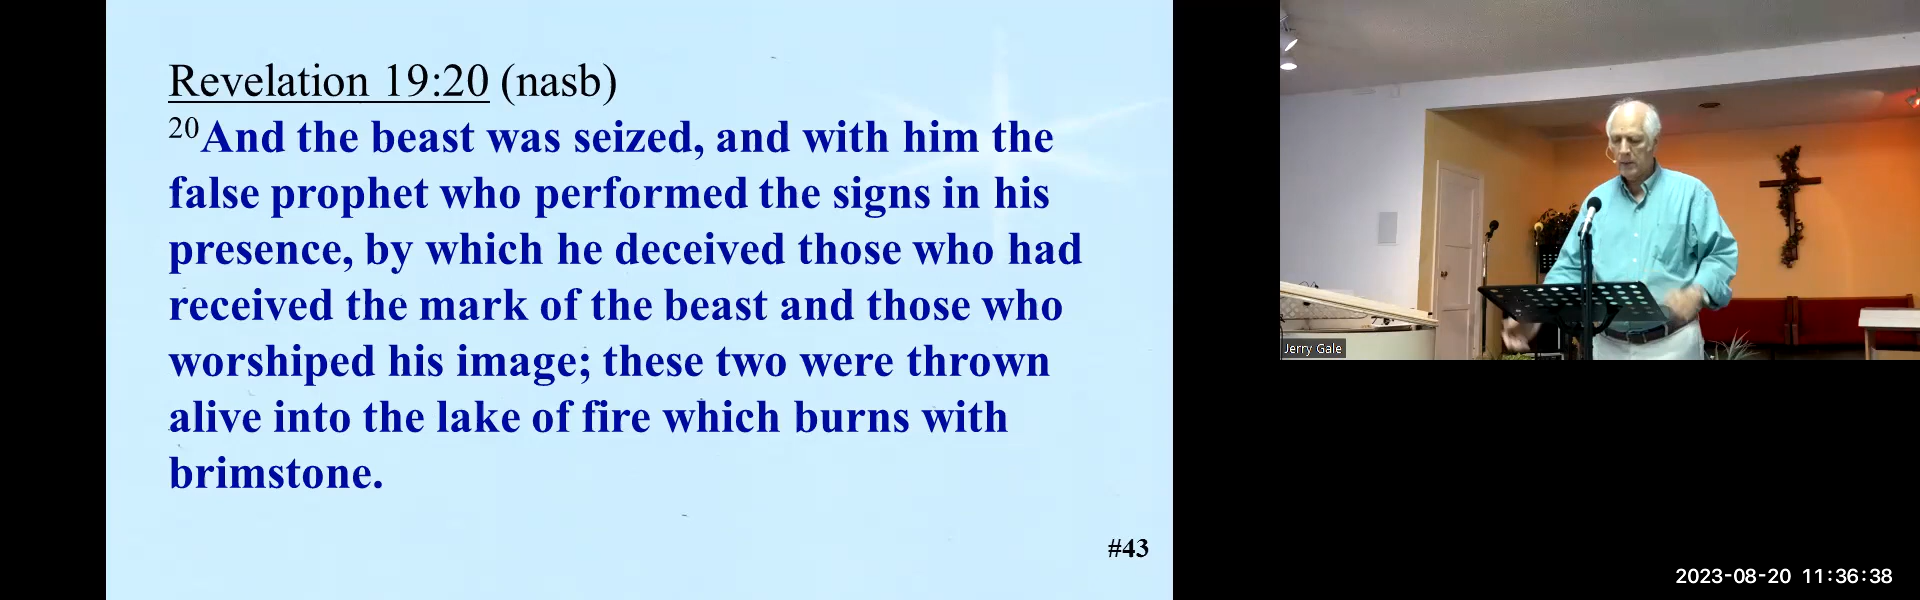 Revelation 19:20 (nasb)
20And the beast was seized, and with him the
false prophet who performed the signs in his
presence, by which he deceived those who had
received the mark of the beast and those who
worshiped his image; these two were thrown
alive into the lake of fire which burns with
brimstone.
#43
Jerry Gale
2023-08-20 11:36:38